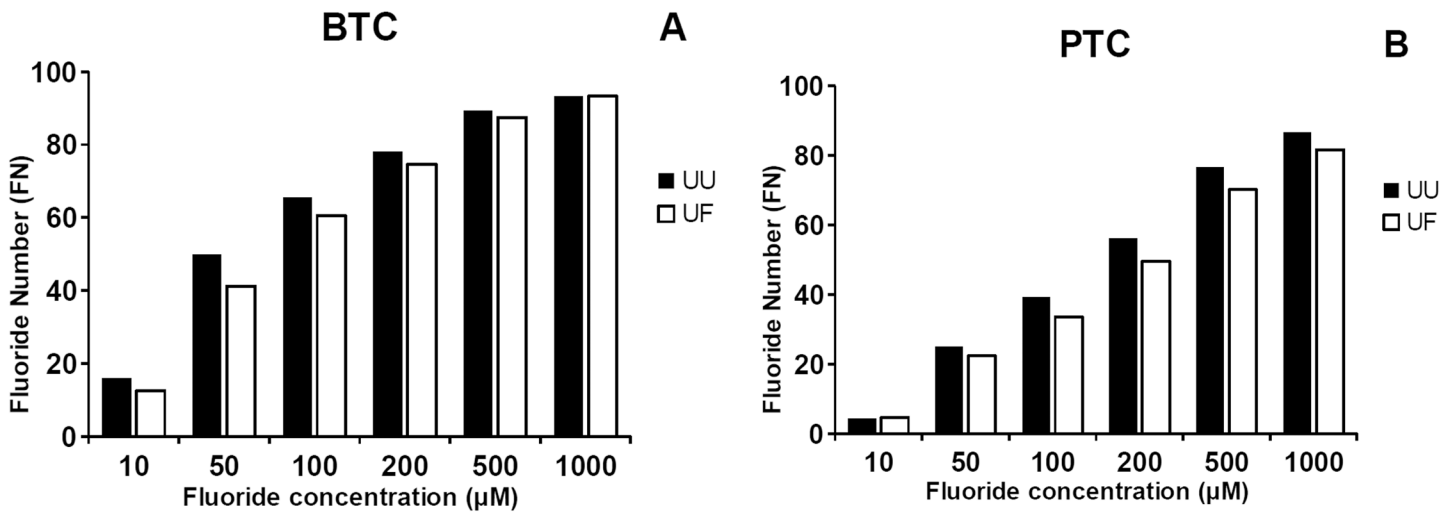 BTC A
100
80
60
40
20
0
Fluoride Number (FN)
10 50 100 200 500 1000
Fluoride concentration (µM)
UU
UF
PTC B
100
80
60
40
20
0
Fluoride Number (FN)
10 50 100 200 500 1000
Fluoride concentration (µM)
UU
UF